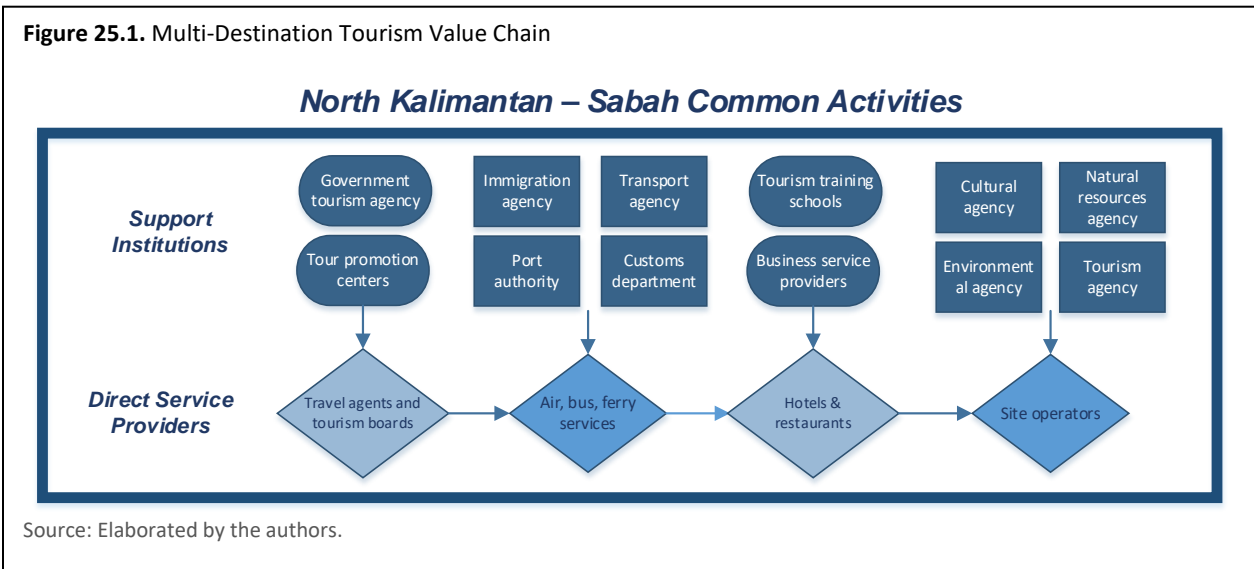 Figure 25.1. Multi-Destination Tourism Value Chain
North Kalimantan – Sabah Common Activities
Support
Institutions
Government
tourism agency
Tour promotion
centers
Immigration
agency
Transport
agency
Port
authority
Customs
department
Tourism training
schools
Business service
providers
Cultural
agency
Natural
resources
agency
Environment
al agency
Tourism
agency
Direct Service
Providers
Travel agents and
tourism boards
Air, bus, ferry
services
Hotels &
restaurants
Site operators
Source: Elaborated by the authors.